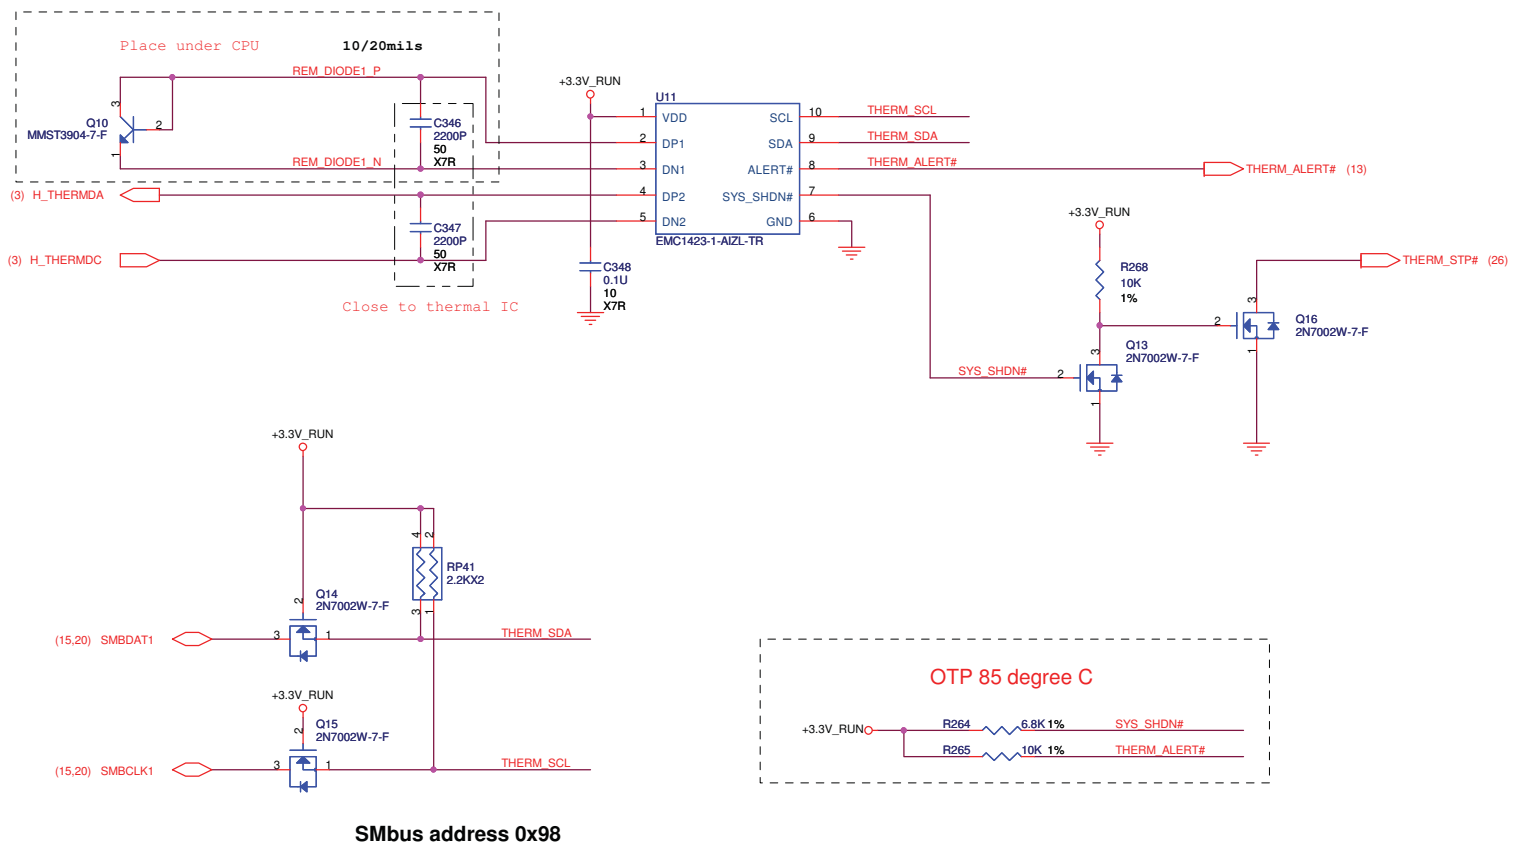 Place under CPU
10/20mils
REM_DIODE1_P
3
Q10
MMST3904-7-F
2
1
REM_DIODE1_N
C346
2200P
50
X7R
(3) H_THERMDA
C347
2200P
50
X7R
(3) H_THERMDC
Close to thermal IC
+3.3V_RUN
C348
0.1U
10
X7R
U11
1 VDD
2 DP1
3 DN1
4 DP2
5 DN2
SCL 10
SDA 9
ALERT# 8
SYS_SHDN# 7
GND 6
EMC1423-1-AIZL-TR
THERM_SCL
THERM_SDA
THERM_ALERT#
THERM_ALERT# (13)
+3.3V_RUN
R268
10K
1%
SYS_SHDN#
2
3
1
Q13
2N7002W-7-F
2
3
1
Q16
2N7002W-7-F
THERM_STP# (26)
+3.3V_RUN
4
2
RP41
2.2KX2
3
1
2
Q14
2N7002W-7-F
(15,20) SMBDAT1
3
1
THERM_SDA
+3.3V_RUN
2
Q15
2N7002W-7-F
(15,20) SMBCLK1
3
1
THERM_SCL
OTP 85 degree C
+3.3V_RUN
R264 6.8K 1% SYS_SHDN#
R265 10K 1% THERM_ALERT#
SMbus address 0x98